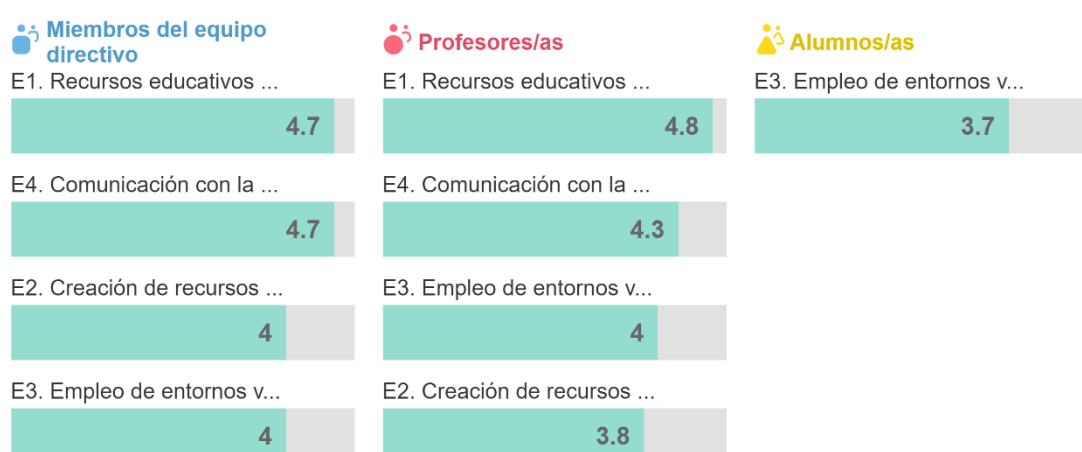 Miembros del equipo
directivo
E1. Recursos educativos ...
4.7
E4. Comunicación con la ...
4.7
E2. Creación de recursos ...
4
E3. Empleo de entornos v...
4
Profesores/as
E1. Recursos educativos ...
4.8
E4. Comunicación con la ...
4.3
E3. Empleo de entornos v...
4
E2. Creación de recursos ...
3.8
Alumnos/as
E3. Empleo de entornos v...
3.7